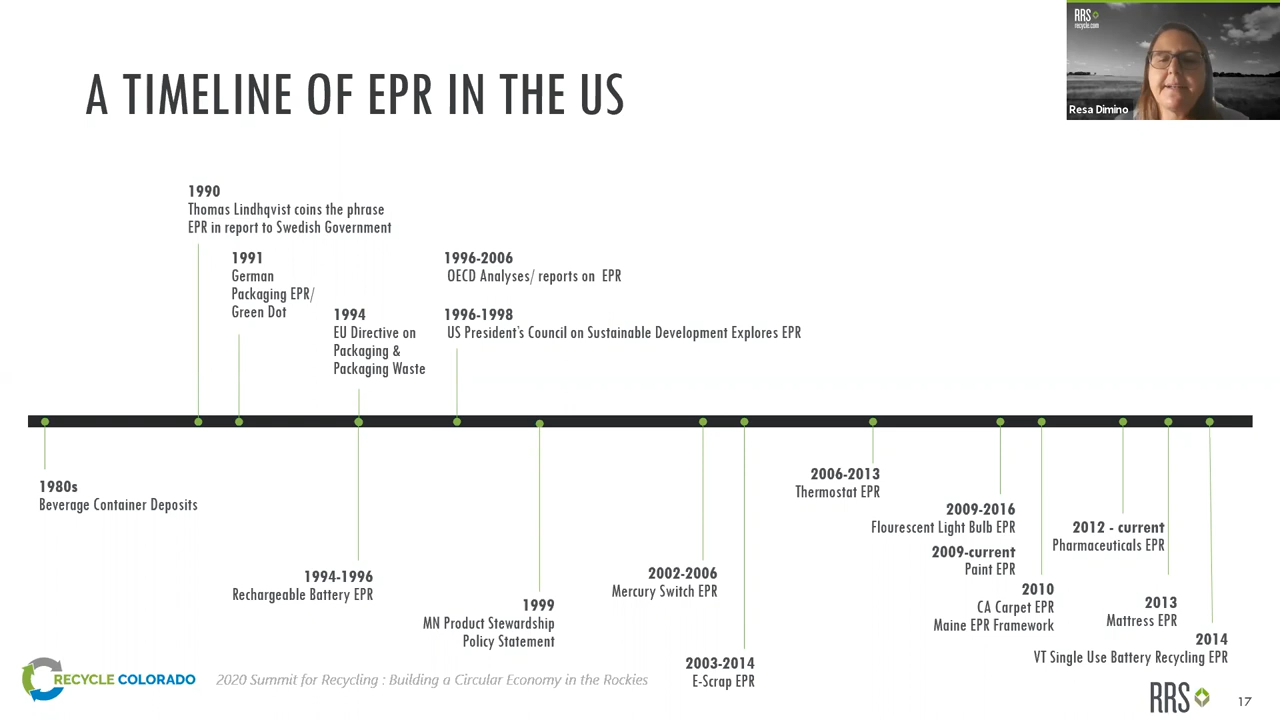 RRS
recycle.com
Resa Dimino
A TIMELINE OF EPR IN THE US
1990
Thomas Lindhqvist coins the phrase
EPR in report to Swedish Government
1991
German
Packaging EPR/
Green Dot
1994
EU Directive on
Packaging &
Packaging Waste
1996-2006
OECD Analyses/ reports on EPR
1996-1998
US President's Council on Sustainable Development Explores EPR
1980s
Beverage Container Deposits
1994-1996
Rechargeable Battery EPR
1999
MN Product Stewardship
Policy Statement
2002-2006
Mercury Switch EPR
2003-2014
E-Scrap EPR
2006-2013
Thermostat EPR
2009-2016
Flourescent Light Bulb EPR
2009-current
Paint EPR
2010
CA Carpet EPR
Maine EPR Framework
2012 - current
Pharmaceuticals EPR
2013
Mattress EPR
2014
VT Single Use Battery Recycling EPR
RECYCLE COLORADO
2020 Summit for Recycling : Building a Circular Economy in the Rockies
RRS
17